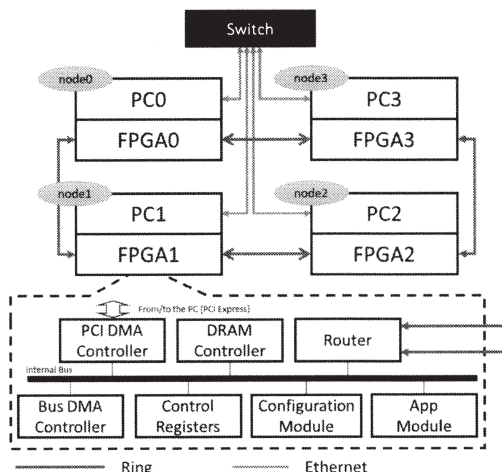 Switch
node0
PC0
FPGA0
node3
PC3
FPGA3
node1
PC1
FPGA1
node2
PC2
FPGA2
From/to the PC (PCI Express)
PCI DMA
Controller
DRAM
Controller
Router
Internal Bus
Bus DMA
Controller
Control
Registers
Configuration
Module
App
Module
Ring
Ethernet